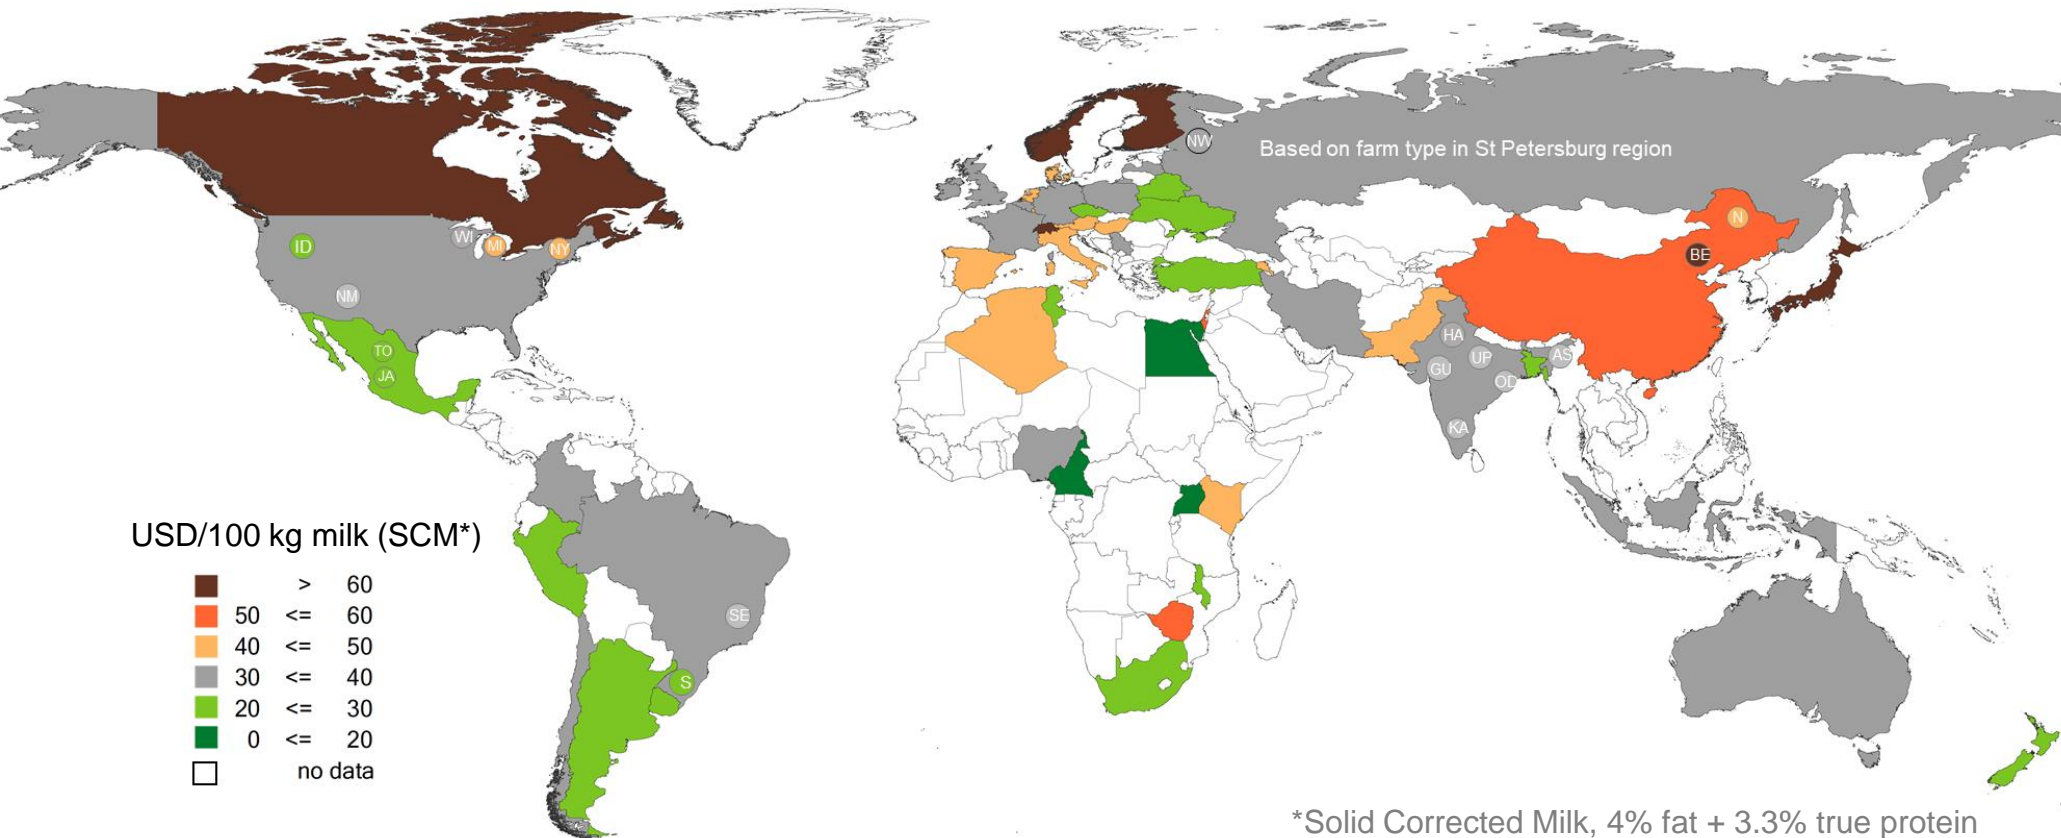 NW
Based on farm type in St Petersburg region
N
ID
WI
MI
NY
BE
NM
HA
TO
UP
AS
GU
JA
OD
KA
USD/100 kg milk (SCM*)
> 60
50 <= 60
40 <= 50
30 <= 40
20 <= 30
0 <= 20
no data
SE
S
*Solid Corrected Milk, 4% fat + 3.3% true protein